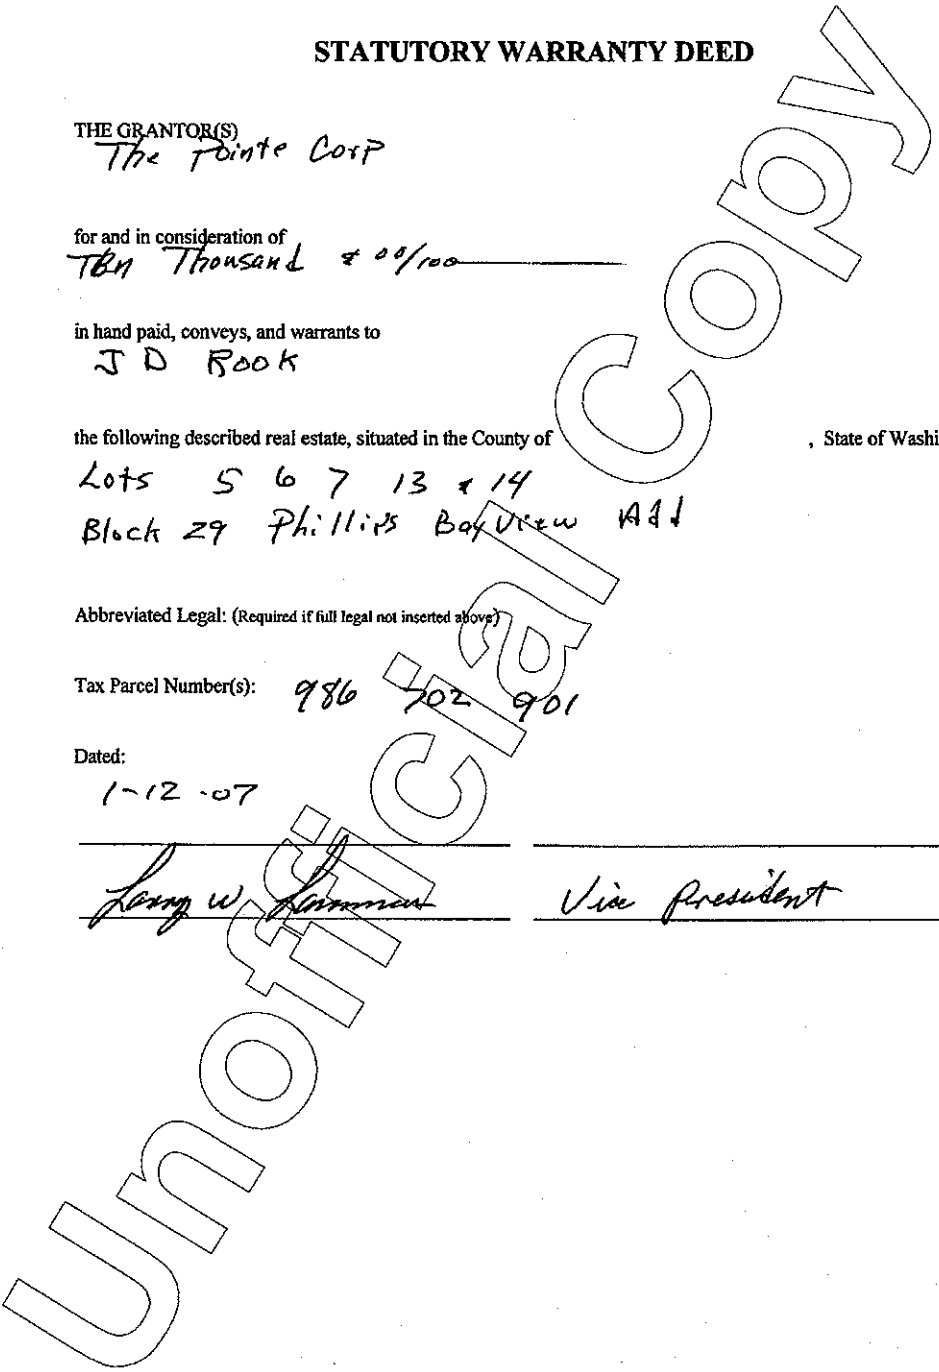 STATUTORY WARRANTY DEED
THE GRANTOR(S)
The Pointe Corp
for and in consideration of
TEn Thousand & 00/100
in hand paid, conveys, and warrants to
J D Rook
the following described real estate, situated in the County of , State of Washi
Lots 5 6 7 13 & 14
Block 29 Phillips BayView Add
Abbreviated Legal: (Required if full legal not inserted above)
Tax Parcel Number(s): 986 702 901
Dated:
1-12-07
Larry W
Vice President
Unofficial Copy